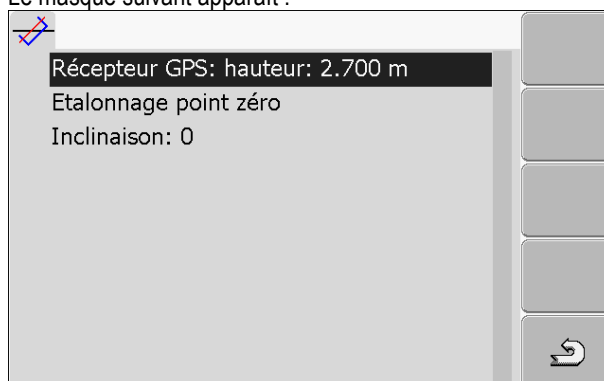 Le masque suivant apparaît :
Récepteur GPS: hauteur: 2.700 m
Etalonnage point zéro
Inclinaison: 0